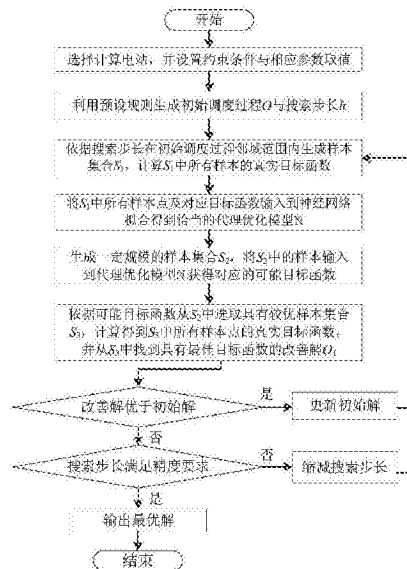 开始
选择计算电站，并设置约束条件与相应参数取值
利用预设规则生成初始调度过程O与搜索步长h
依据搜索步长在初始调度过程邻域范围内生成样本
集合S₁，计算S₁中所有样本的真实目标函数
将S₁中所有样本点及对应目标函数输入到神经网络
拟合得到恰当的代理优化模型N
生成一定规模的样本集合S₂，将S₂中的样本输入
到代理优化模型N获得对应的可能目标函数
依据可能目标函数从S₂中选取具有较优样本集合
S₃，计算得到S₃中所有样本点的真实目标函数，
并从S₃中找到具有最佳目标函数的改善解O₁
改善解优于初始解
是
更新初始解
否
搜索步长满足精度要求
否
缩减搜索步长
是
输出最优解
结束